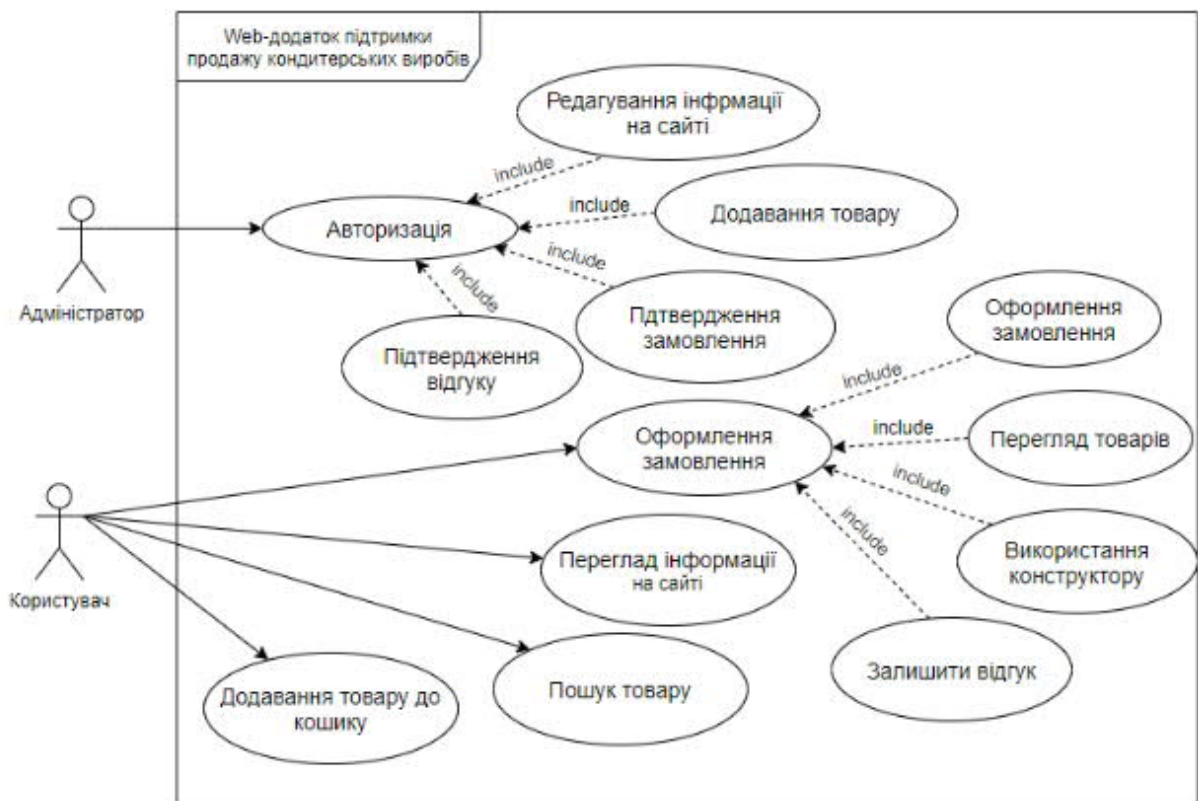 Web-додаток підтримки
продажу кондитерських виробів
Редагування інфрмації
на сайті
include
Авторизація
include
Додавання товару
include
include
Адміністратор
Підтвердження
відгуку
Пдтвердження
замовлення
Оформлення
замовлення
include
Оформлення
замовлення
include
Перегляд товарів
include
include
Використання
конструктору
Користувач
Переглад інформації
на сайті
Залишити відгук
Додавання товару до
кошику
Пошук товару